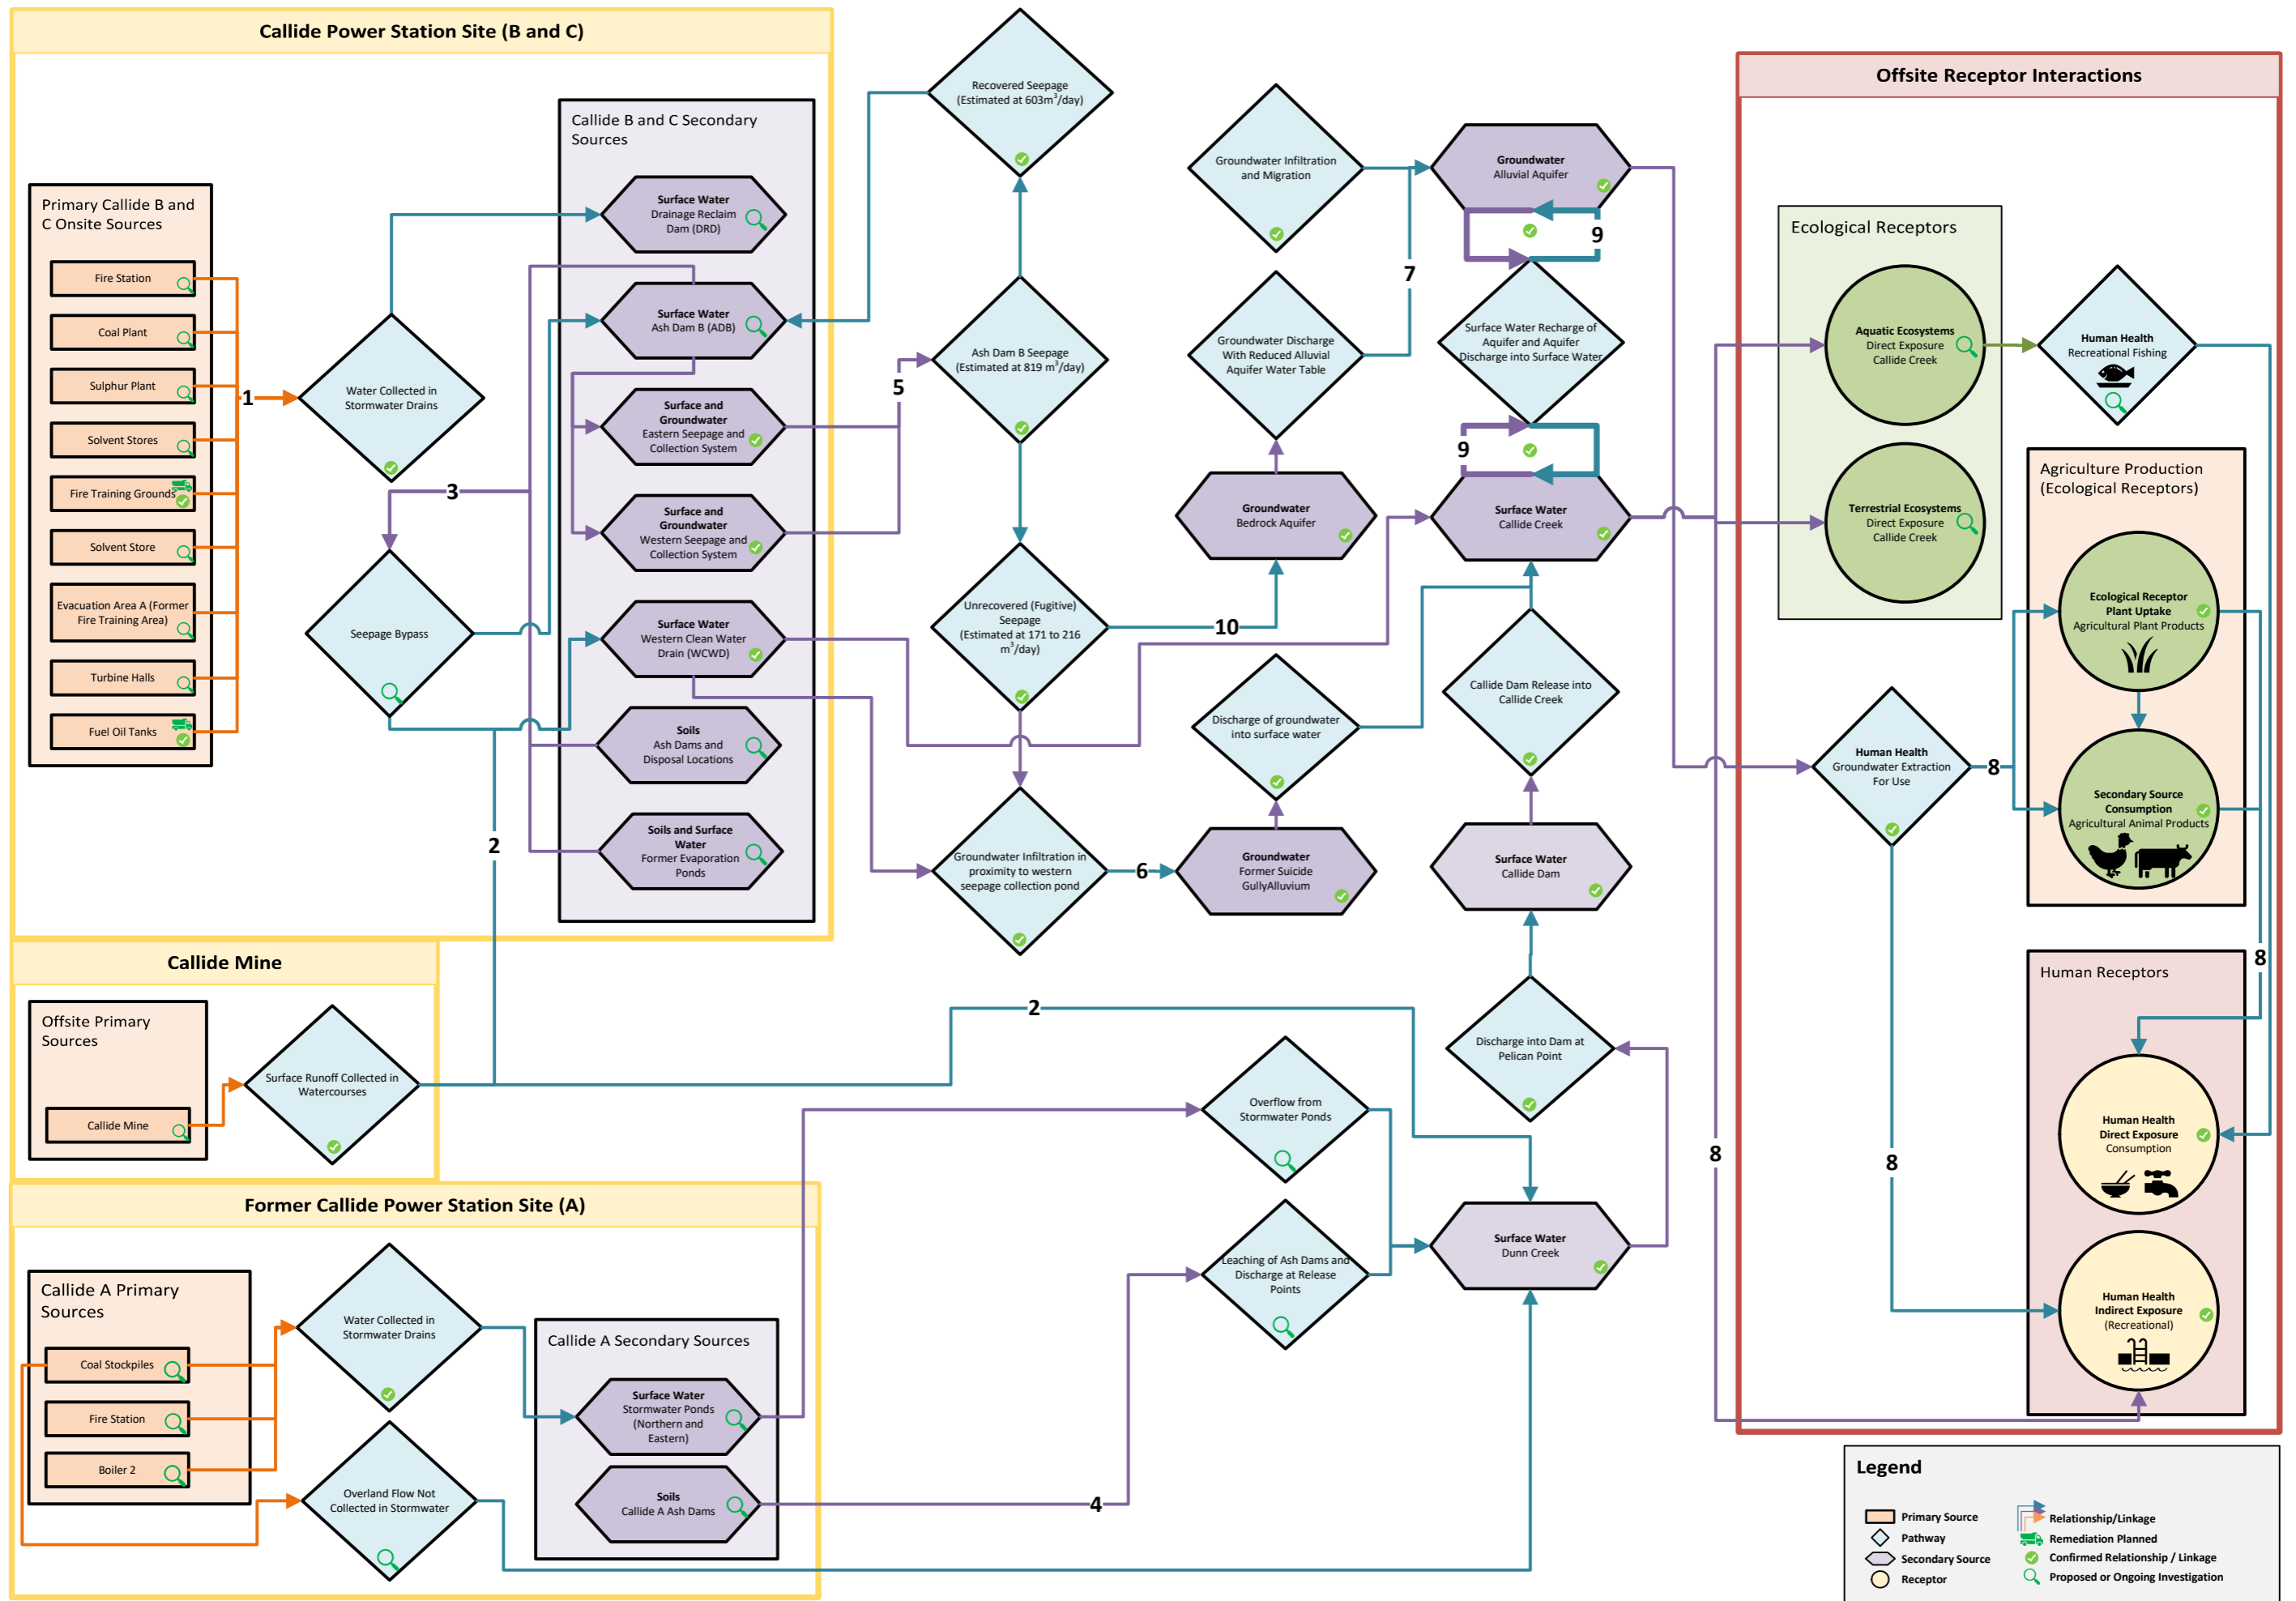 Callide Power Station Site (B and C)
Primary Callide B and
C Onsite Sources
Fire Station
Coal Plant
Sulphur Plant
Solvent Stores
Fire Training Grounds
Solvent Store
Evacuation Area A (Former
Fire Training Area)
Turbine Halls
Fuel Oil Tanks
1
Water Collected in
Stormwater Drains
3
Seepage Bypass
2
Callide B and C Secondary
Sources
Surface Water
Drainage Reclaim
Dam (DRD)
Surface Water
Ash Dam B (ADB)
Surface and
Groundwater
Eastern Seepage and
Collection System
Surface and
Groundwater
Western Seepage and
Collection System
Surface Water
Western Clean Water
Drain (WCWD)
Soils
Ash Dams and
Disposal Locations
Soils and Surface
Water
Former Evaporation
Ponds
Recovered Seepage
(Estimated at 603m³/day)
5
Ash Dam B Seepage
(Estimated at 819 m³/day)
Unrecovered (Fugitive)
Seepage
(Estimated at 171 to 216
m³/day)
10
Groundwater Infiltration in
proximity to western
seepage collection pond
6
Groundwater Infiltration
and Migration
Groundwater Discharge
With Reduced Alluvial
Aquifer Water Table
7
Groundwater
Bedrock Aquifer
Discharge of groundwater
into surface water
Groundwater
Former Suicide
GullyAlluvium
Groundwater
Alluvial Aquifer
9
Surface Water Recharge of
Aquifer and Aquifer
Discharge into Surface Water
9
Surface Water
Callide Creek
Callide Dam Release into
Callide Creek
Surface Water
Callide Dam
Discharge into Dam at
Pelican Point
Surface Water
Dunn Creek
Overflow from
Stormwater Ponds
Leaching of Ash Dams and
Discharge at Release
Points
Callide Mine
Offsite Primary
Sources
Callide Mine
Surface Runoff Collected in
Watercourses
2
Former Callide Power Station Site (A)
Callide A Primary
Sources
Coal Stockpiles
Fire Station
Boiler 2
Water Collected in
Stormwater Drains
Overland Flow Not
Collected in Stormwater
Callide A Secondary Sources
Surface Water
Stormwater Ponds
(Northern and
Eastern)
Soils
Callide A Ash Dams
4
Offsite Receptor Interactions
Ecological Receptors
Aquatic Ecosystems
Direct Exposure
Callide Creek
Terrestrial Ecosystems
Direct Exposure
Callide Creek
Human Health
Recreational Fishing
Agriculture Production
(Ecological Receptors)
Ecological Receptor
Plant Uptake
Agricultural Plant Products
Secondary Source
Consumption
Agricultural Animal Products
Human Health
Groundwater Extraction
For Use
8
8
8
8
Human Receptors
Human Health
Direct Exposure
Consumption
Human Health
Indirect Exposure
(Recreational)
Legend
Primary Source
Pathway
Secondary Source
Receptor
Relationship/Linkage
Remediation Planned
Confirmed Relationship / Linkage
Proposed or Ongoing Investigation